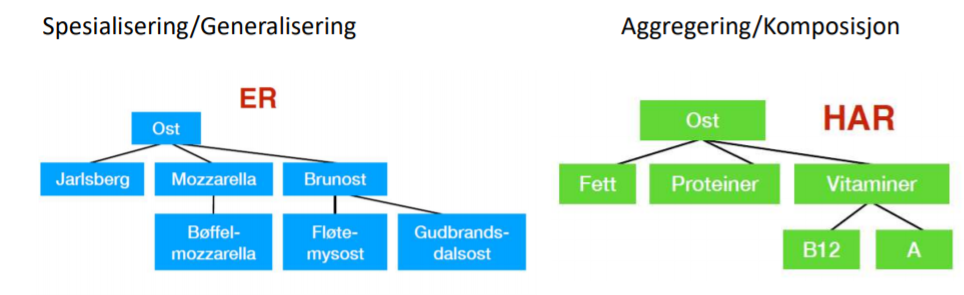 Spesialisering/Generalisering
Aggregering/Komposisjon
ER
Ost
Jarlsberg
Mozzarella
Brunost
Bøffel-
mozzarella
Fløte-
mysost
Gudbrands-
dalsost
HAR
Ost
Fett
Proteiner
Vitaminer
B12
A